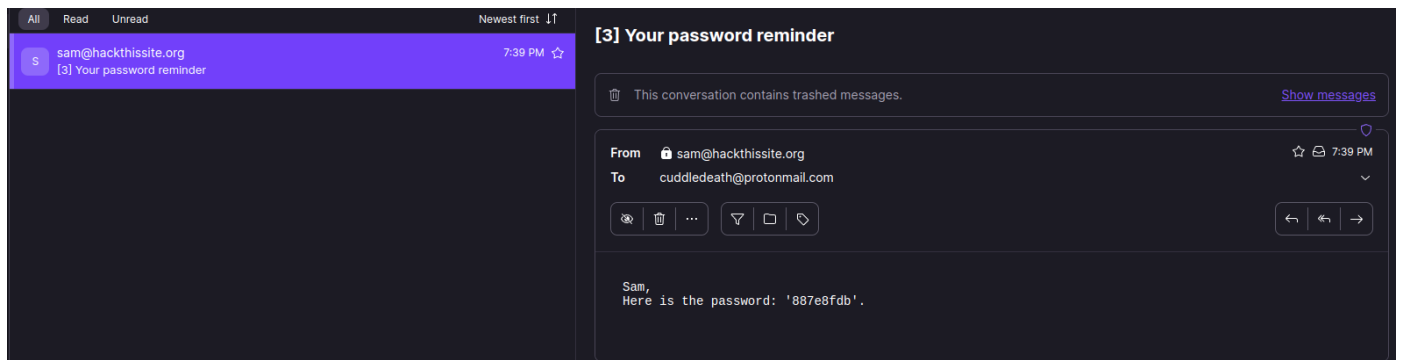 All Read Unread Newest first
S
sam@hackthissite.org 7:39 PM
[3] Your password reminder
[3] Your password reminder
This conversation contains trashed messages. Show messages
From sam@hackthissite.org 7:39 PM
To cuddledeath@protonmail.com
Sam,
Here is the password: '887e8fdb'.